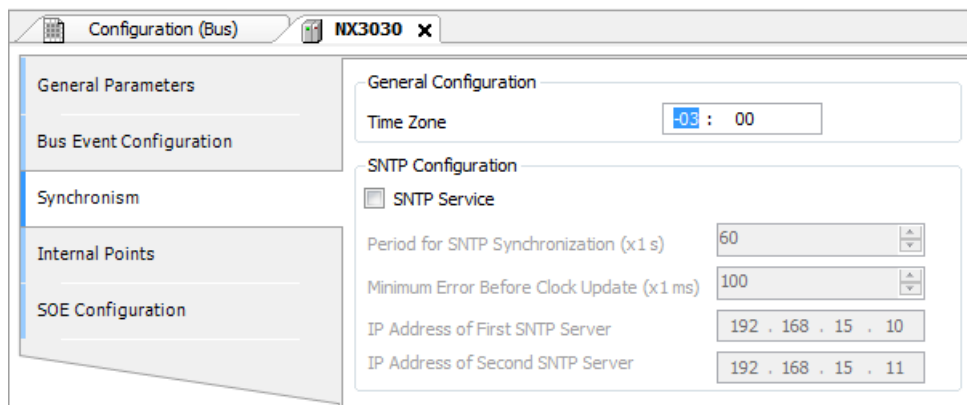 Configuration (Bus) NX3030 x
General Parameters
Bus Event Configuration
Synchronism
Internal Points
SOE Configuration
General Configuration
Time Zone -03 : 00
SNTP Configuration
SNTP Service
Period for SNTP Synchronization (x1 s) 60
Minimum Error Before Clock Update (x1 ms) 100
IP Address of First SNTP Server 192 . 168 . 15 . 10
IP Address of Second SNTP Server 192 . 168 . 15 . 11